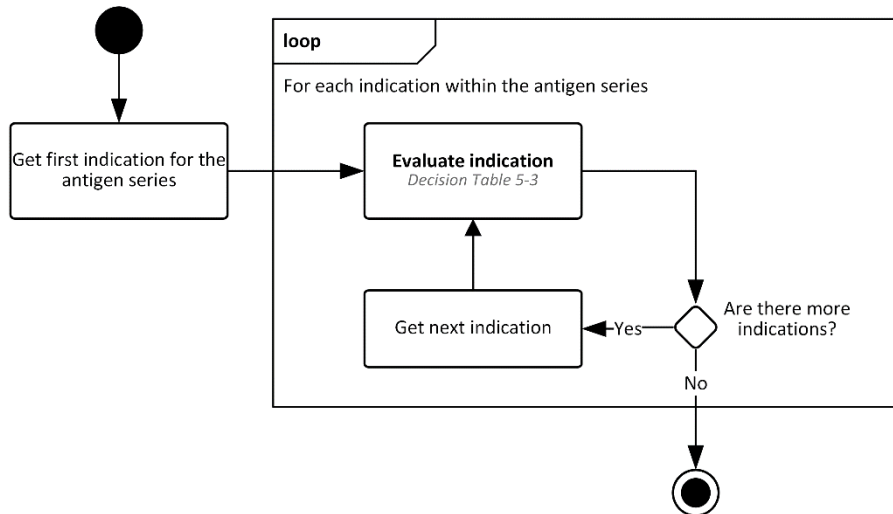 loop
For each indication within the antigen series
Get first indication for the
antigen series
Evaluate indication
Decision Table 5-3
Get next indication
Yes
Are there more
indications?
No